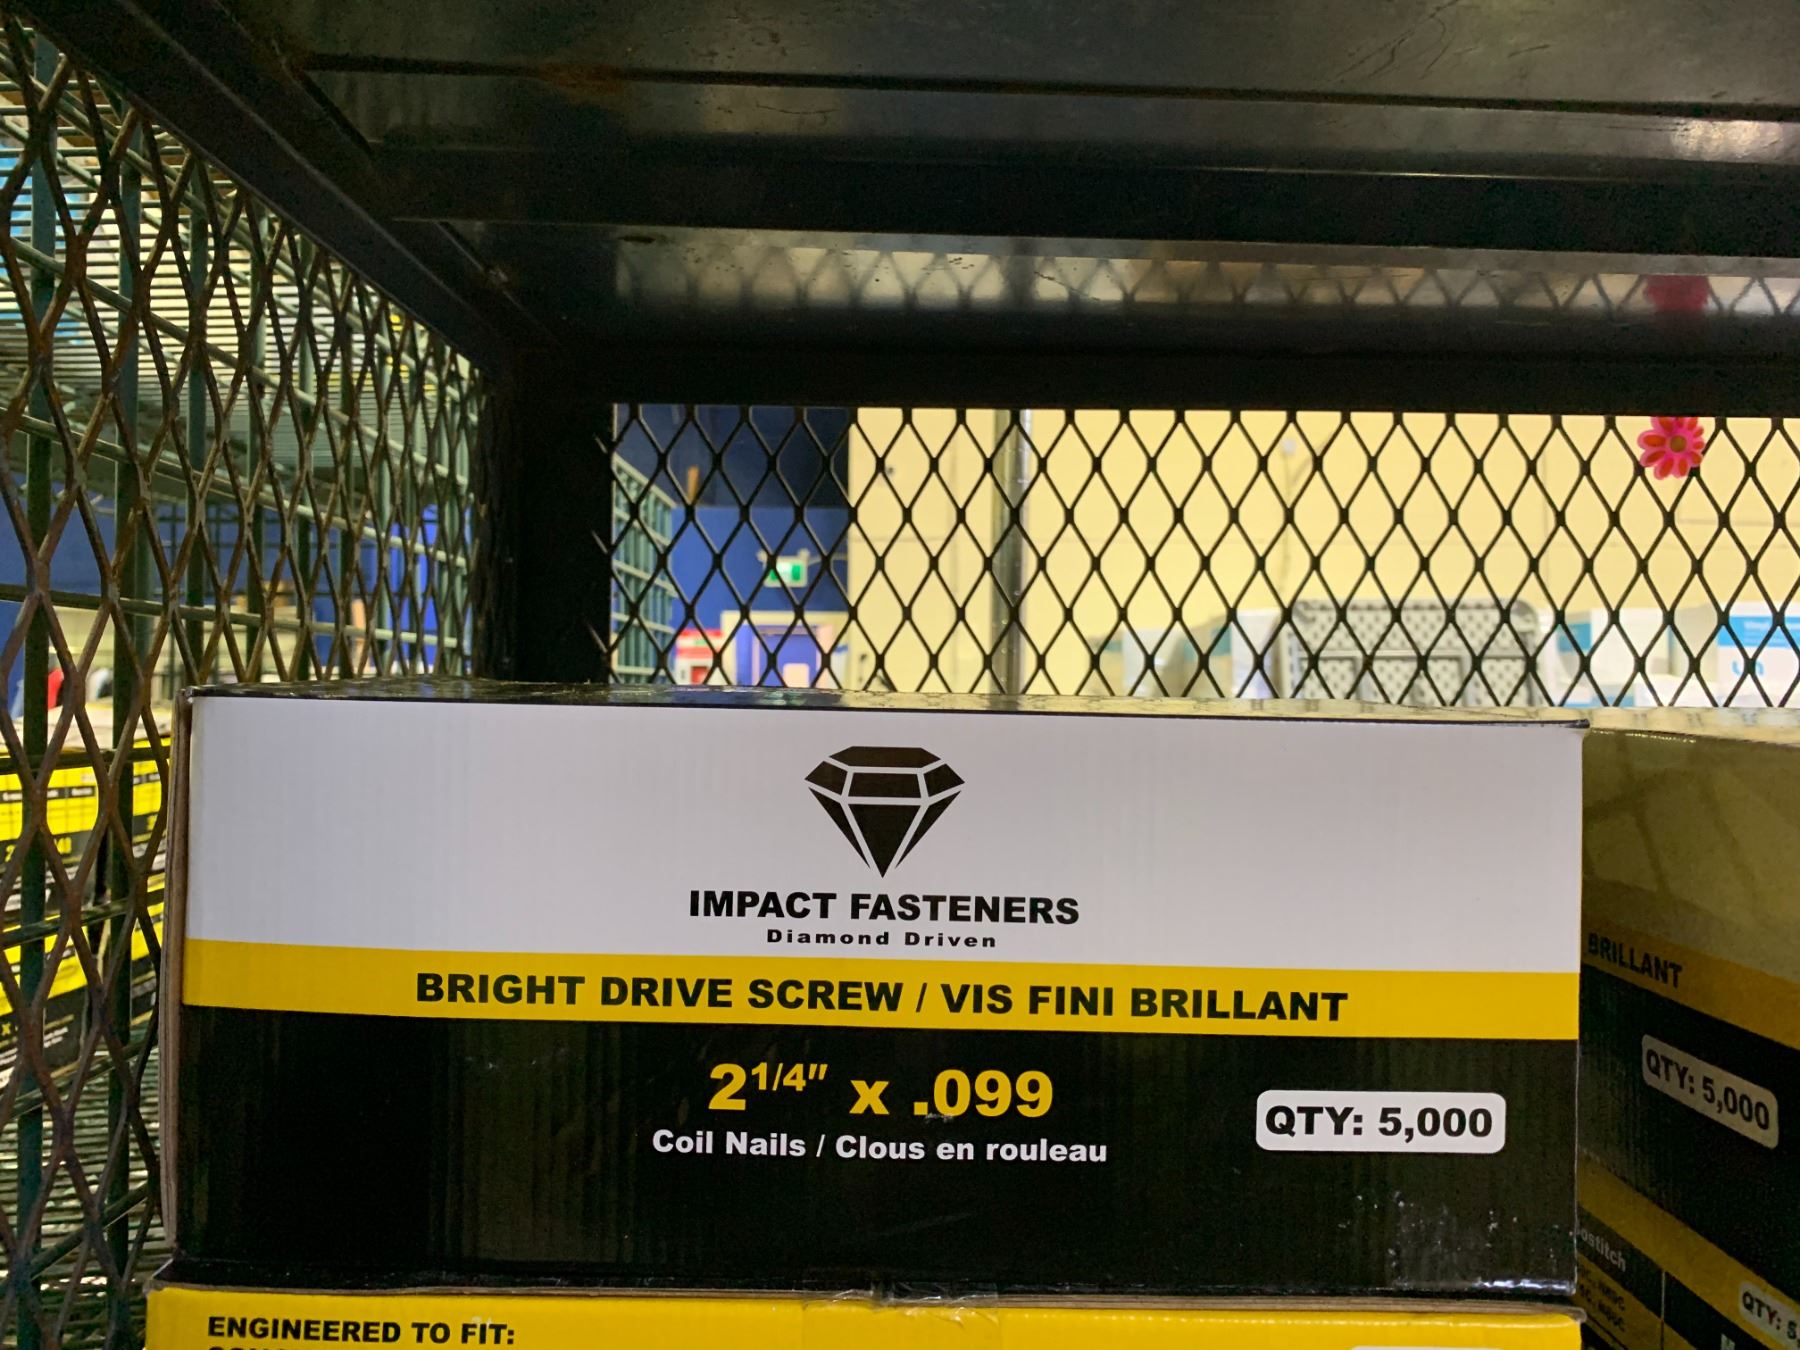 IMPACT FASTENERS
Diamond Driven
BRIGHT DRIVE SCREW / VIS FINI BRILLANT
2 1/4" x .099
Coil Nails / Clous en rouleau
QTY: 5,000
ENGINEERED TO FIT:
BRILLANT
QTY: 5,000
QTY: